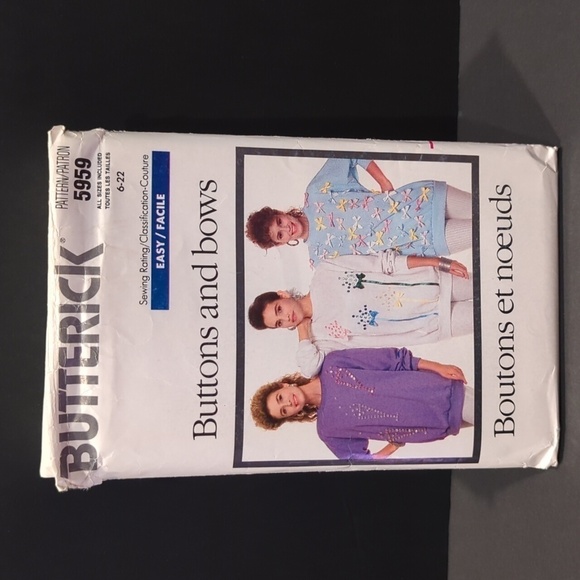 BUTTERICK®
PATTERN/PATRON
5959
ALL SIZES INCLUDED
TOUTES LES TAILLES
6-22
Sewing Rating/Classification-Couture
EASY/FACILE
Buttons and bows
Boutons et nœuds